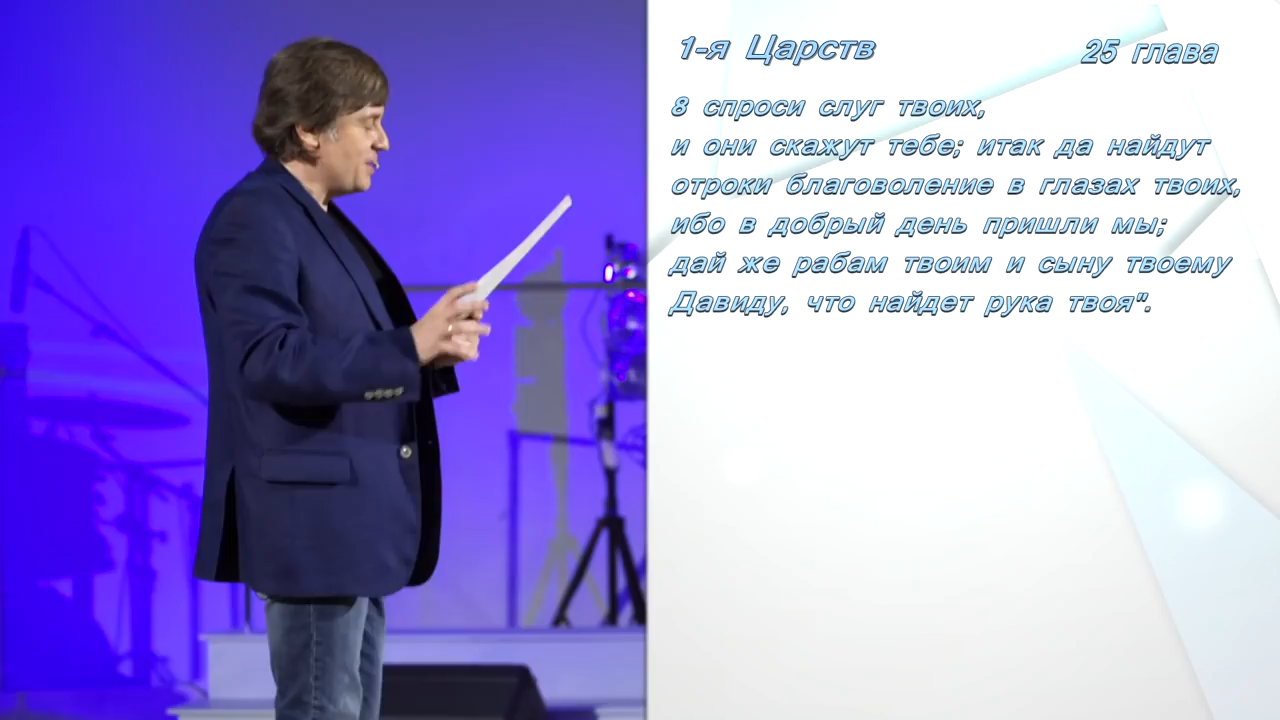 1-я Царств 25 глава
8 спроси слуг твоих,
и они скажут тебе; итак да найдут
отроки благоволение в глазах твоих,
ибо в добрый день пришли мы;
дай же рабам твоим и сыну твоему
Давиду, что найдет рука твоя".